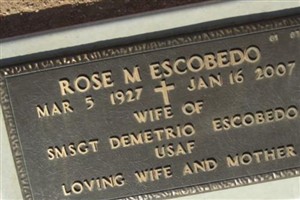 ROSE M ESCOBEDO
MAR 5 1927 JAN 16 2007
WIFE OF
SMSGT DEMETRIO ESCOBEDO
USAF
LOVING WIFE AND MOTHER